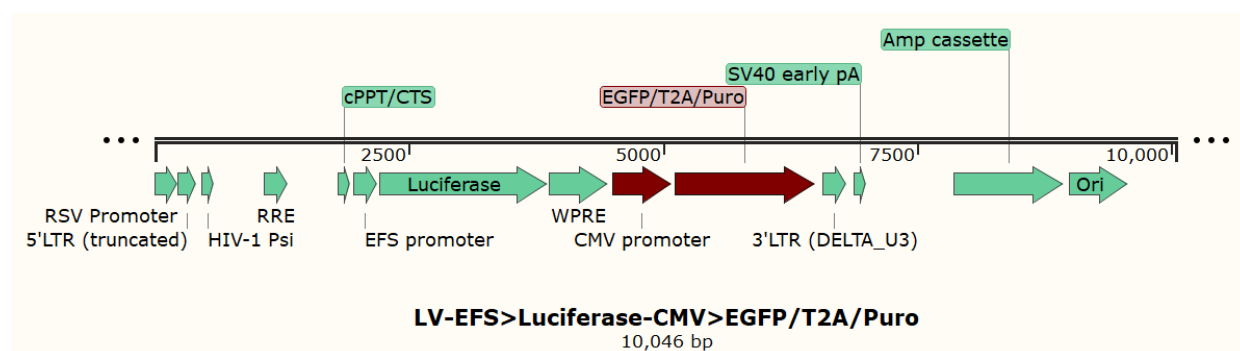 Amp cassette
SV40 early pA
cPPT/CTS EGFP/T2A/Puro
2500 5000 7500 10,000
Luciferase Ori
RSV Promoter RRE WPRE
5'LTR (truncated) HIV-1 Psi EFS promoter CMV promoter 3'LTR (DELTA_U3)
LV-EFS>Luciferase-CMV>EGFP/T2A/Puro
10,046 bp